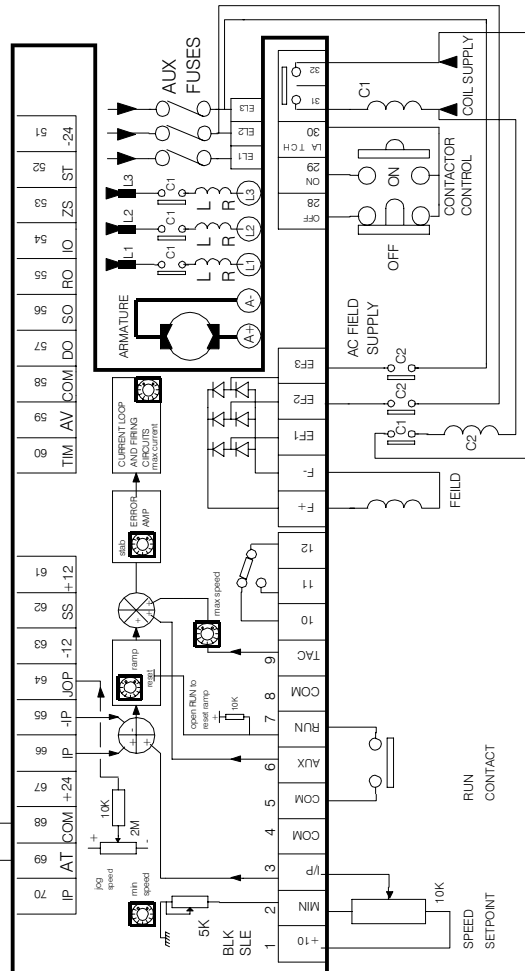 70 69 68 67 66 65 64 63 62 61
IP AT COM +24 IP -IP JOP -12 SS +12
60 59 58 57 56 55 54 53 52 51
TIM AV COM DO SO RO IO ZS ST -24
jog
speed
+
-
10K
2M
min
speed
5K
BLK
SLE
+
-
+
+
ramp
reset
open RUN to
reset ramp
+
10K
+
+
+
max speed
stab
ERROR
AMP
CURRENT LOOP
AND FIRING
CIRCUITS
max current
ARMATURE
A+ A-
L1 L2 L3
C1 C1 C1
L L L
R R R
L1 L2 L3
AUX
FUSES
EL1 EL2 EL3
1 2 3 4 5 6 7 8 9 10 11 12
+10 MIN I/P COM COM AUX RUN COM TAC
F+ F- EF1 EF2 EF3
28 29 30 31 32
OFF ON LA TCH
SPEED
SETPOINT
10K
RUN
CONTACT
FEILD
AC FIELD
SUPPLY
C1 C2 C2
C2
OFF
ON
CONTACTOR
CONTROL
C1
COIL SUPPLY